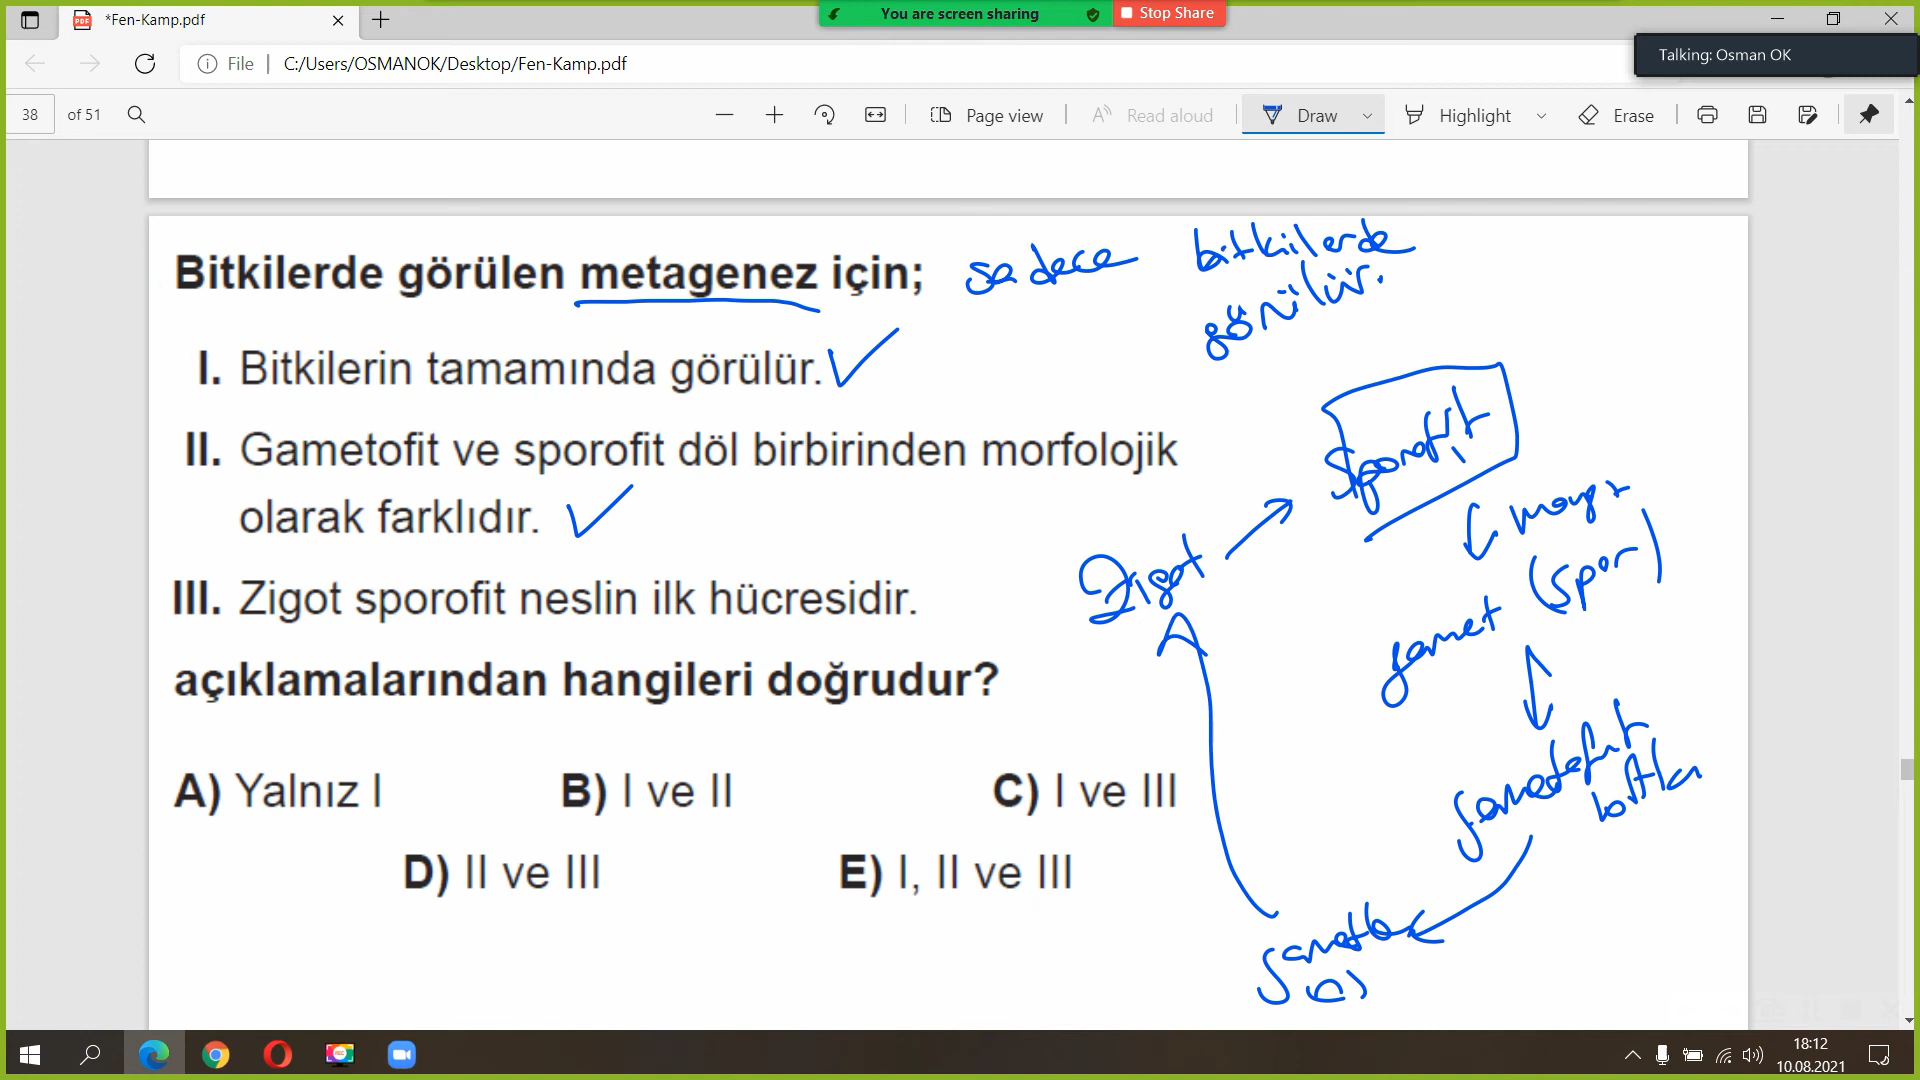 *Fen-Kamp.pdf
You are screen sharing
Stop Share
Talking: Osman OK
File
C:/Users/OSMANOK/Desktop/Fen-Kamp.pdf
38 of 51
Page view
Read aloud
Draw
Highlight
Erase
Bitkilerde görülen metagenez için; sadece bitkilerde
görülür.
I. Bitkilerin tamamında görülür.
II. Gametofit ve sporofit döl birbirinden morfolojik
olarak farklıdır.
III. Zigot sporofit neslin ilk hücresidir.
açıklamalarından hangileri doğrudur?
A) Yalnız I
B) I ve II
C) I ve III
D) II ve III
E) I, II ve III
Sporofit
Zigot
(spor)
gamet
18:12
10.08.2021